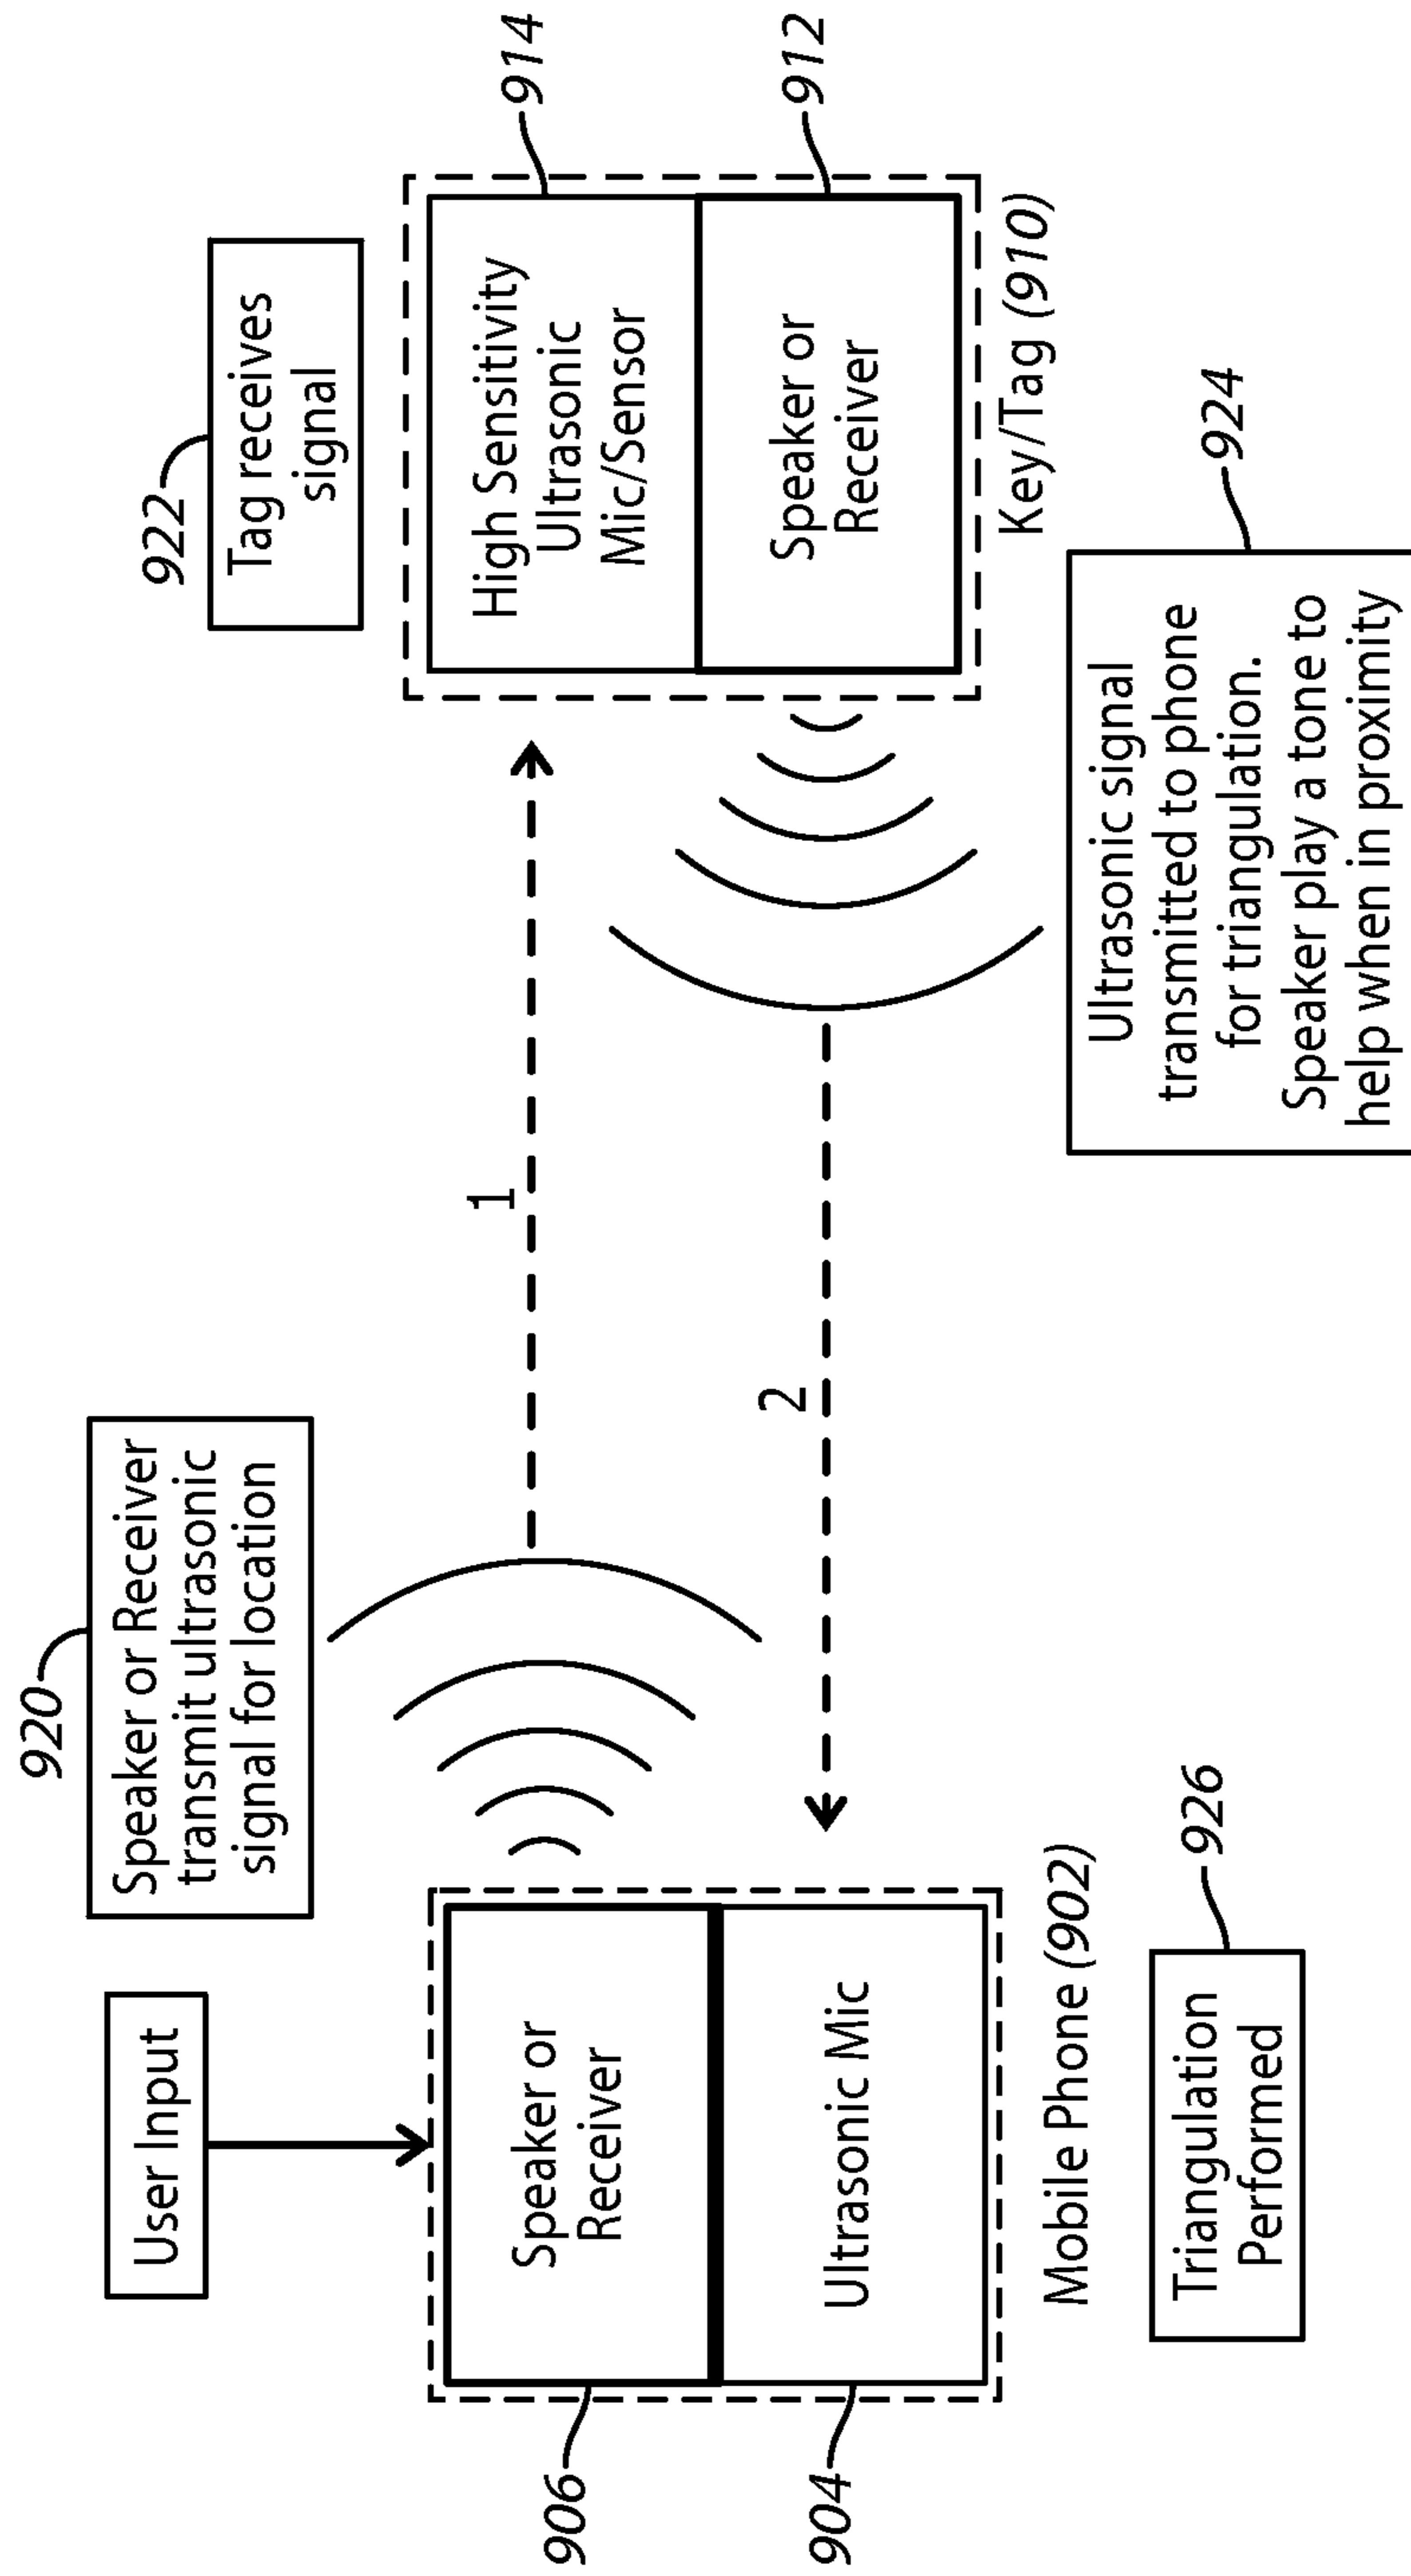 920
Speaker or Receiver
transmit ultrasonic
signal for location
User Input
922
Tag receives
signal
906
Speaker or
Receiver
904
Ultrasonic Mic
Mobile Phone (902)
1
2
914
High Sensitivity
Ultrasonic
Mic/Sensor
912
Speaker or
Receiver
Key/Tag (910)
926
Triangulation
Performed
924
Ultrasonic signal
transmitted to phone
for triangulation.
Speaker play a tone to
help when in proximity